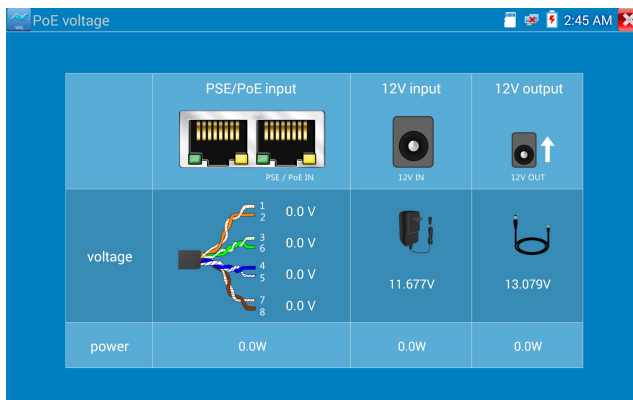 PoE
VOL
PoE voltage
2:45 AM
PSE/PoE input
12V input
12V output
PSE / PoE IN
12V IN
12V OUT
voltage
1
2
0.0 V
3
6
0.0 V
4
5
0.0 V
7
8
0.0 V
11.677V
13.079V
power
0.0W
0.0W
0.0W